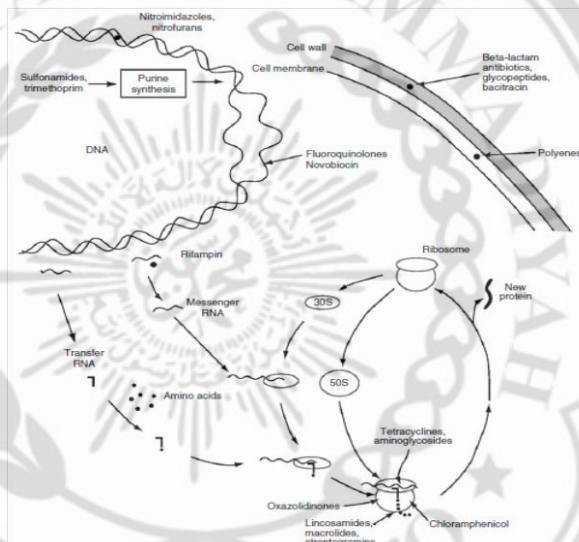 Nitroimidazoles,
nitrofurans
Cell wall
Cell membrane
Beta-lactam
antibiotics,
glycopeptides,
bacitracin
Sulfonamides,
trimethoprim
Purine
synthesis
DNA
Fluoroquinolones
Novobiocin
Polyenes
Rifampin
Ribosome
Messenger
RNA
30S
New
protein
Transfer
RNA
Amino acids
50S
Tetracyclines,
aminoglycosides
Oxazolidinones
Lincosamides,
macrolides,
Chloramphenicol